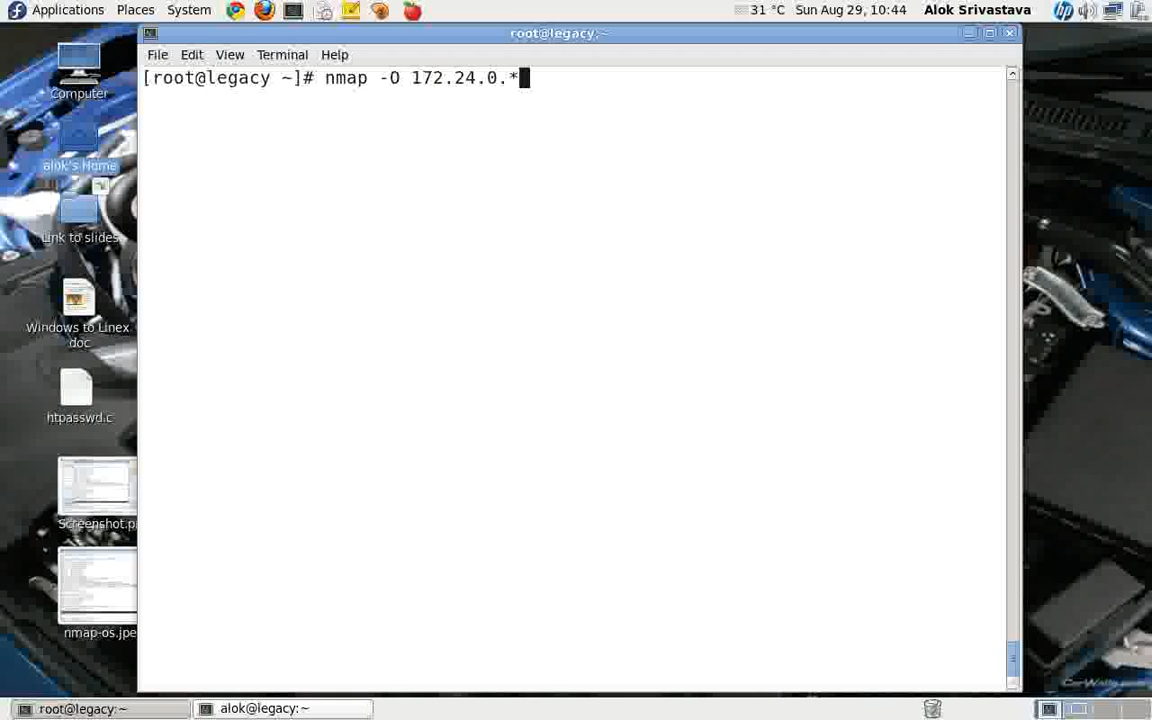 Applications Places System 31 °C Sun Aug 29, 10:44 Alok Srivastava
root@legacy:~
File Edit View Terminal Help
[root@legacy ~]# nmap -O 172.24.0.*
Computer
alok's Home
Link to slides
Windows to Linex
doc
htpasswd.c
Screenshot.p
nmap-os.jpe
CarWalls.com
root@legacy:~ alok@legacy:~